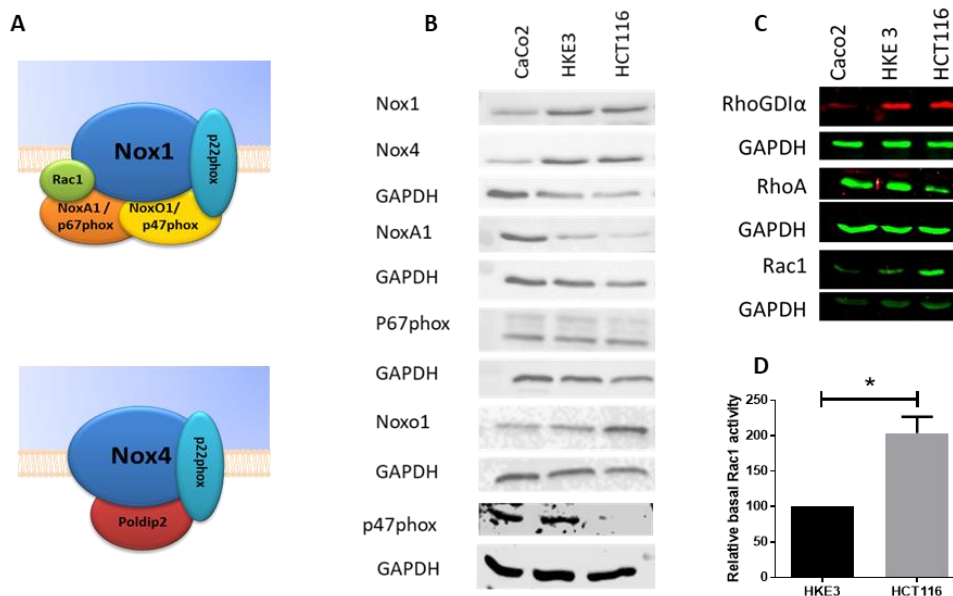 A
Nox1
p22phox
Rac1
NoxA1 /
p67phox
NoxO1/
p47phox
Nox4
p22phox
Poldip2
B
CaCo2
HKE3
HCT116
Nox1
Nox4
GAPDH
NoxA1
GAPDH
P67phox
GAPDH
Noxo1
GAPDH
p47phox
GAPDH
C
Caco2
HKE 3
HCT116
RhoGDIα
GAPDH
RhoA
GAPDH
Rac1
GAPDH
D
*
Relative basal Rac1 activity
250
200
150
100
50
0
HKE3
HCT116